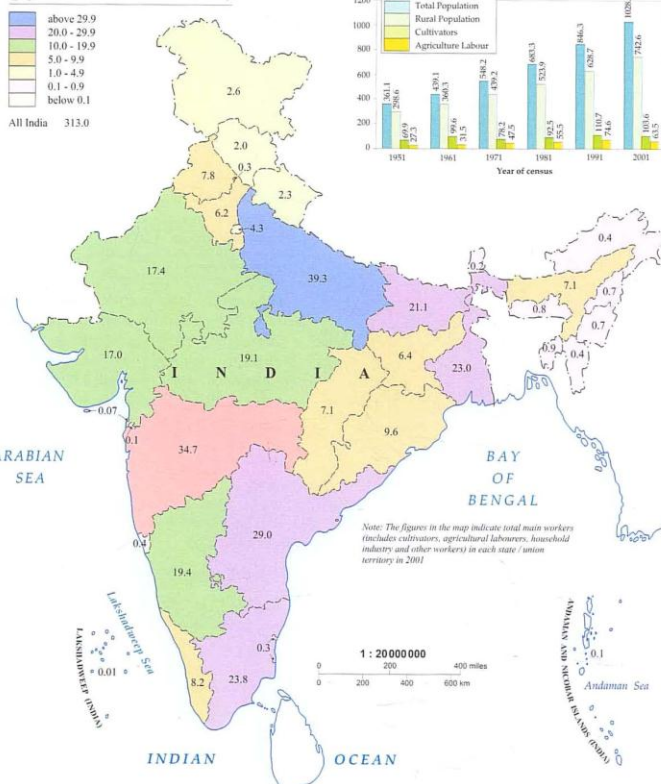 above 29.9
20.0 - 29.9
10.0 - 19.9
5.0 - 9.9
1.0 - 4.9
0.1 - 0.9
below 0.1
All India 313.0
1200
1000
800
600
400
200
0
Total Population
Rural Population
Cultivators
Agriculture Labour
361.1
298.6
69.9
27.3
439.1
360.3
99.6
31.5
548.2
439.2
78.2
47.5
683.3
523.9
92.5
55.5
846.3
628.7
110.7
74.6
1028.
742.6
103.6
63.5
1951 1961 1971 1981 1991 2001
Year of census
2.6
2.0
0.3
7.8
2.3
6.2
4.3
17.4
39.3
0.4
0.2
7.1
0.7
21.1
0.8
0.7
17.0
19.1
6.4
0.9
0.4
23.0
I N D I A
7.1
0.07
9.6
0.1
34.7
ARABIAN
SEA
BAY
OF
BENGAL
Note: The figures in the map indicate total main workers
(includes cultivators, agricultural labourers, household
industry and other workers) in each state / union
territory in 2001
29.0
0.4
19.4
Lakshadweep Sea
LAKSHADWEEP (INDIA)
0.01
8.2
23.8
0.3
1 : 20000000
0 200 400 miles
0 200 400 600 km
ANDAMAN AND NICOBAR ISLANDS (INDIA)
0.1
Andaman Sea
INDIAN OCEAN